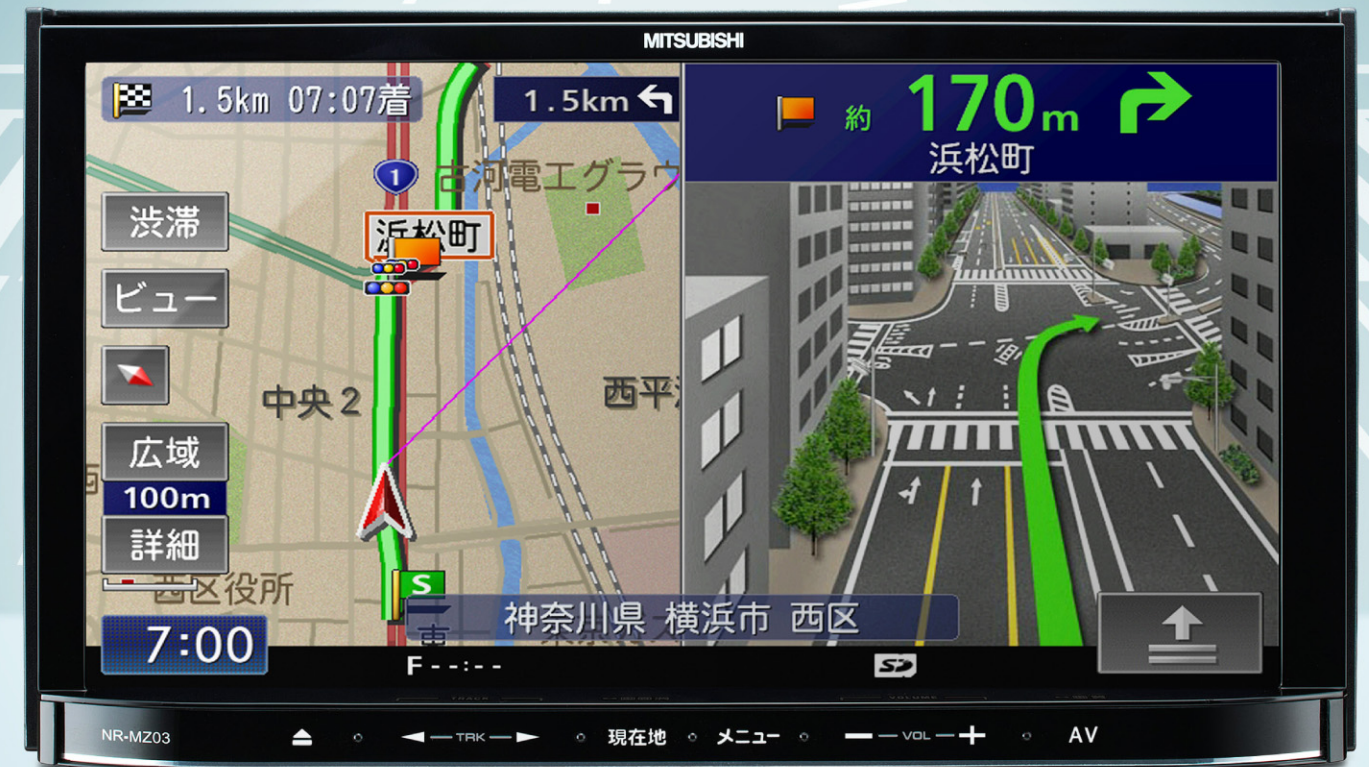 MITSUBISHI
1.5km 07:07着
1.5km
約 170m
浜松町
1
古河電工グラウ
浜松町
渋滞
ビュー
中央2
西平
広域
100m
詳細
西区役所
S
神奈川県 横浜市 西区
7:00
F--:--
SD
NR-MZ03
TRK
現在地
メニュー
VOL
AV